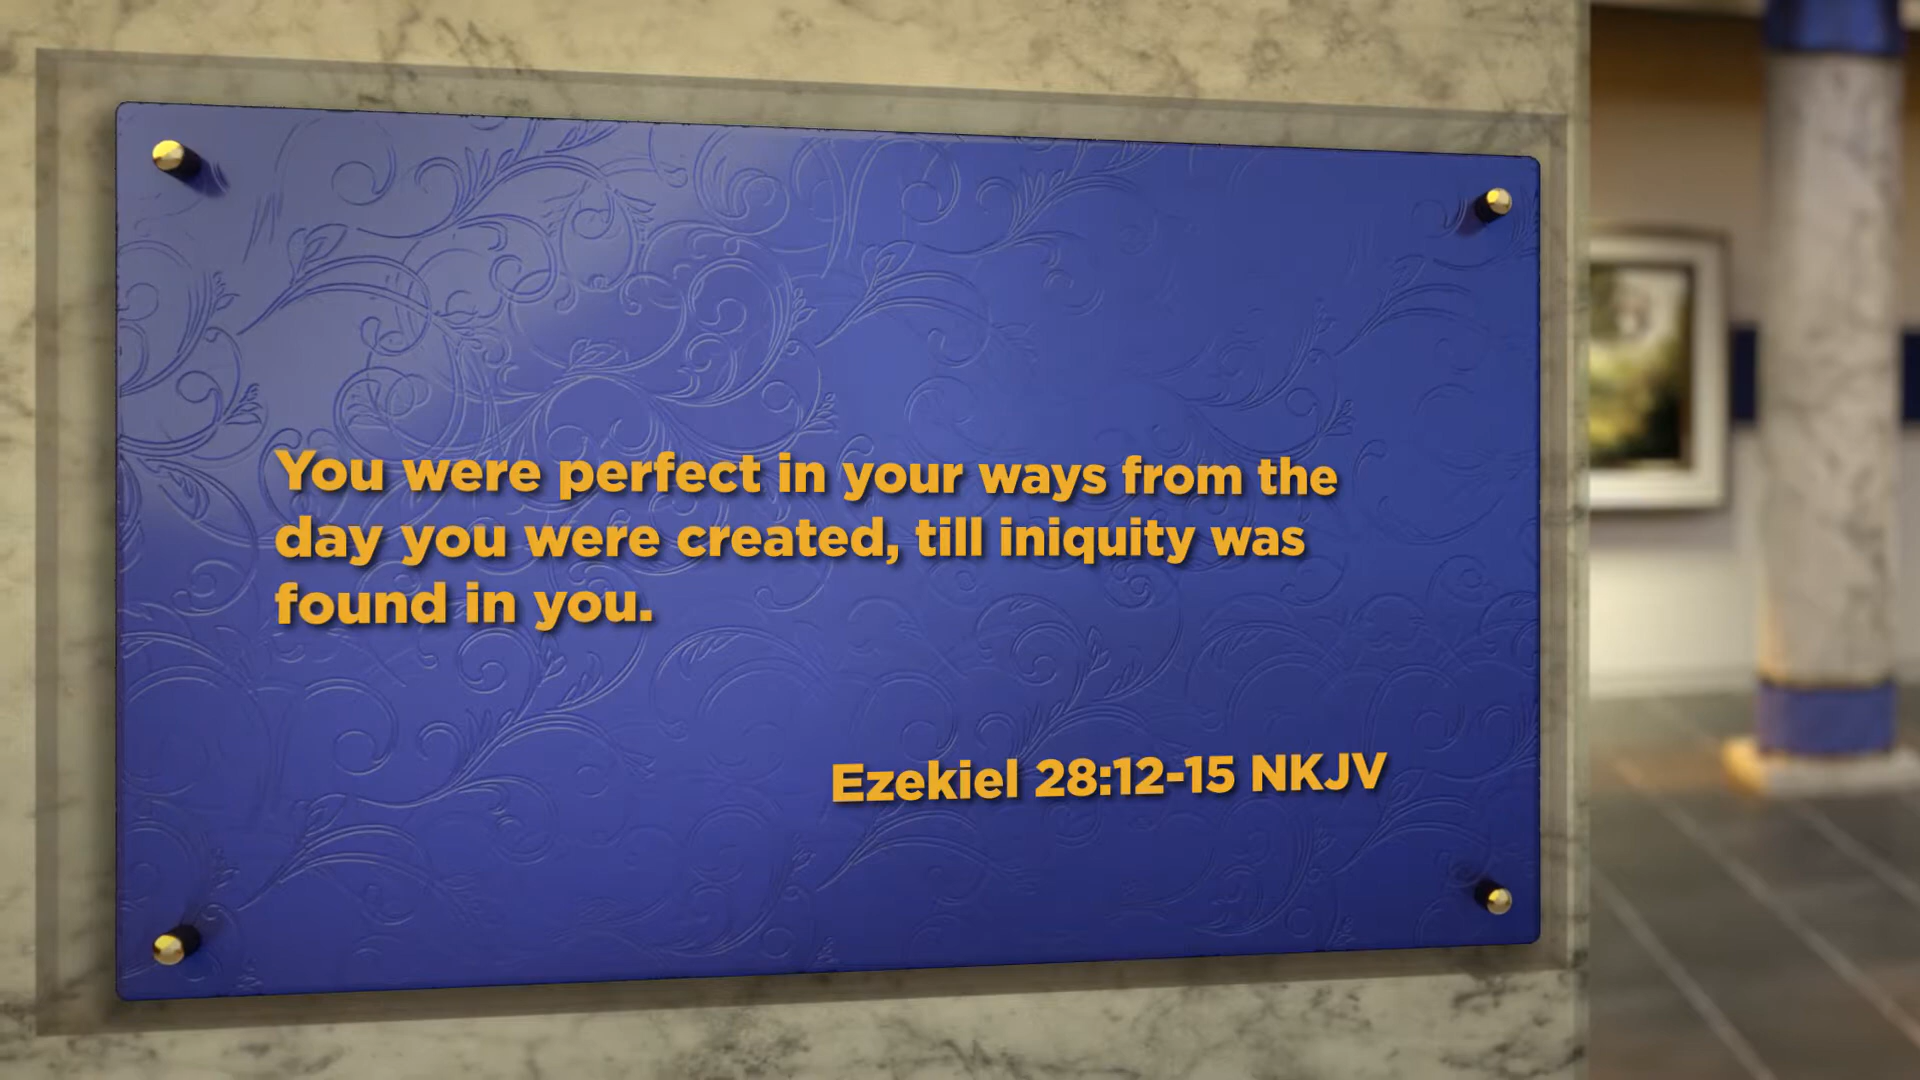 You were perfect in your ways from the
day you were created, till iniquity was
found in you.
Ezekiel 28:12-15 NKJV